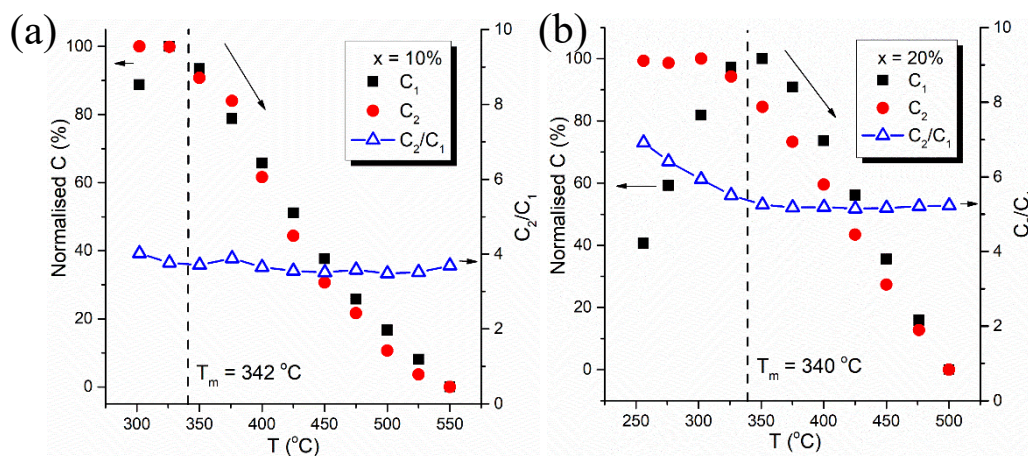 (a)
x = 10%
C₁
C₂
C₂/C₁
Normalised C (%)
100
80
60
40
20
0
10
8
6
4
2
0
C₂/C₁
Tₘ = 342 °C
300 350 400 450 500 550
T (°C)
(b)
x = 20%
C₁
C₂
C₂/C₁
Normalised C (%)
100
80
60
40
20
0
10
8
6
4
2
0
Tₘ = 340 °C
250 300 350 400 450 500
T (°C)